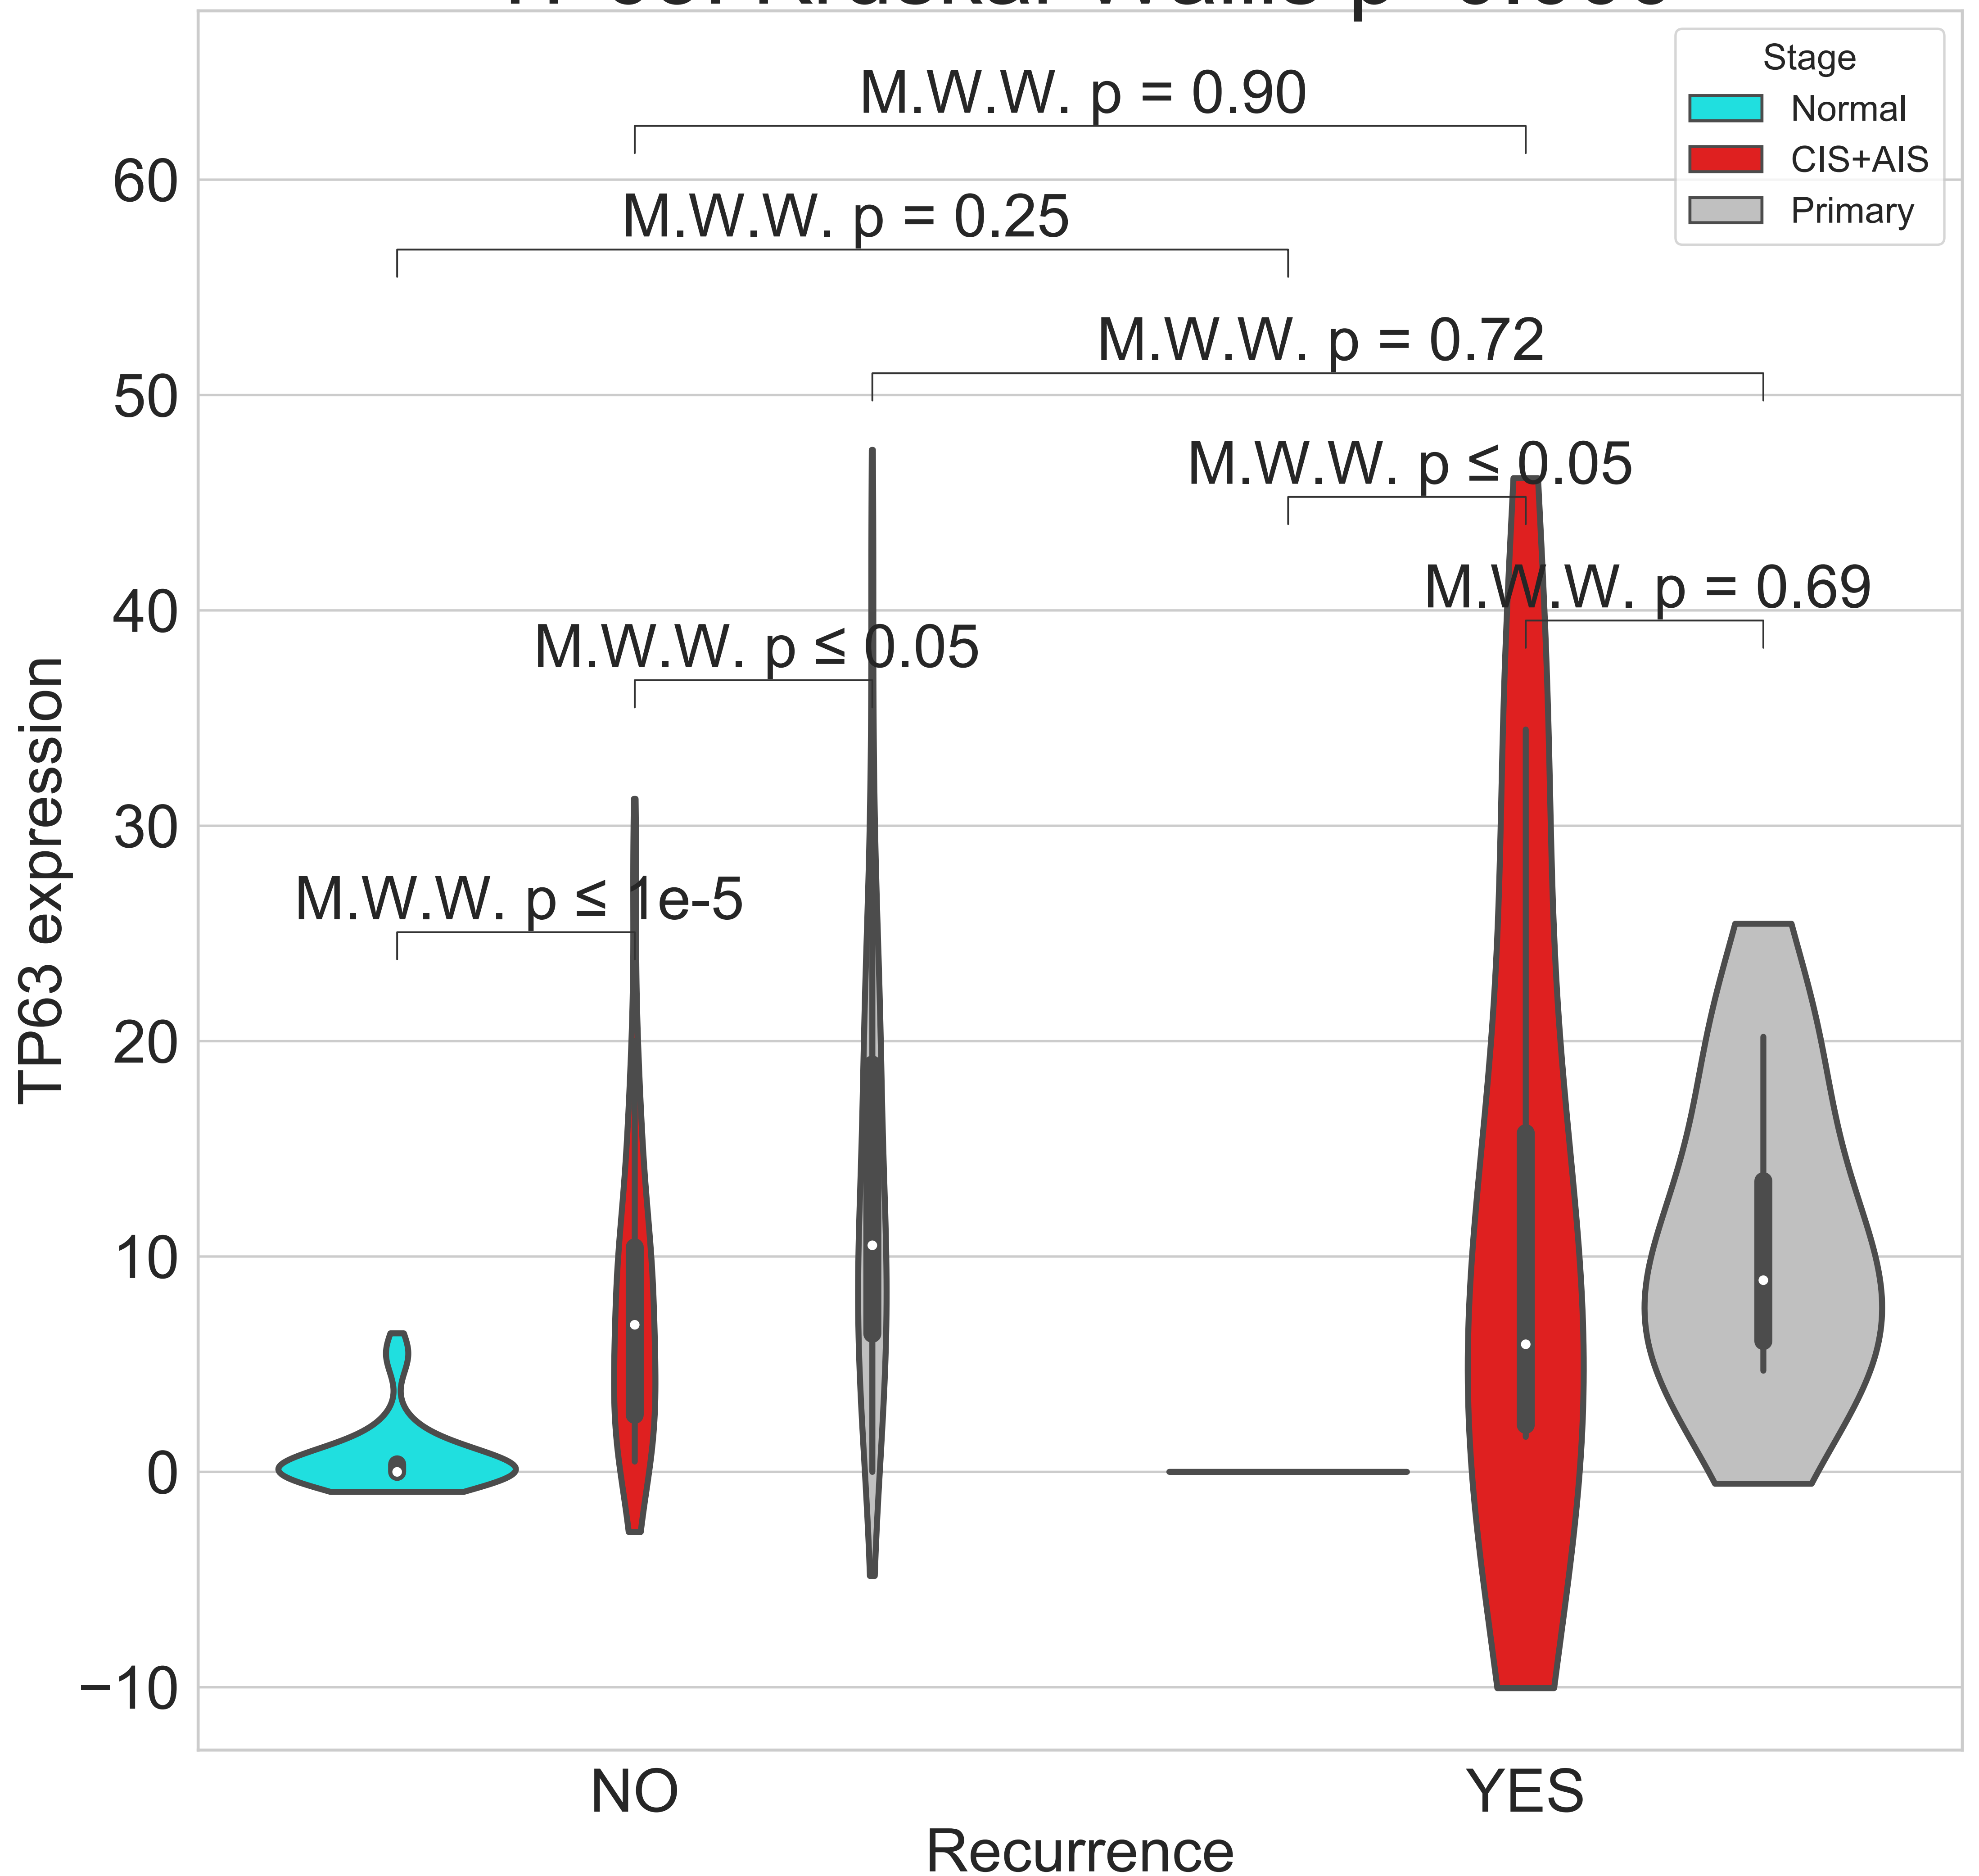 Stage
Normal
CIS+AIS
Primary
M.W.W. p = 0.90
M.W.W. p = 0.25
M.W.W. p = 0.72
M.W.W. p ≤ 0.05
M.W.W. p = 0.69
M.W.W. p ≤ 0.05
M.W.W. p ≤ 1e-5
TP63 expression
60
50
40
30
20
10
0
−10
NO
YES
Recurrence